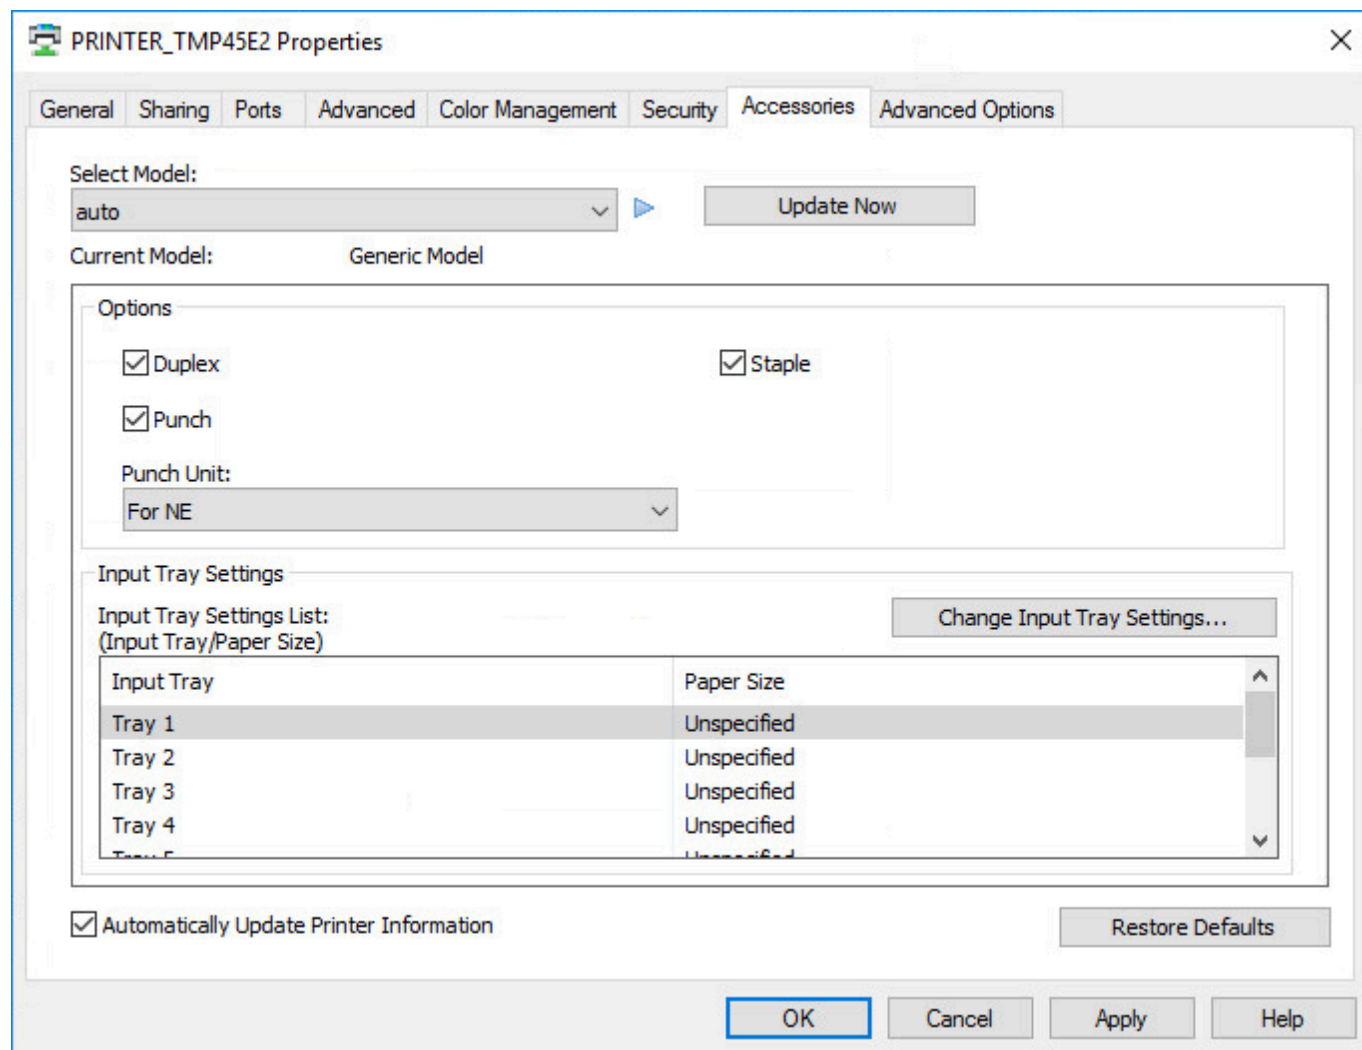 PRINTER_TMP45E2 Properties
General Sharing Ports Advanced Color Management Security Accessories Advanced Options
Select Model:
auto Update Now
Current Model: Generic Model
Options
Duplex Staple
Punch
Punch Unit:
For NE
Input Tray Settings
Input Tray Settings List: Change Input Tray Settings...
(Input Tray/Paper Size)
Input Tray Paper Size
Tray 1 Unspecified
Tray 2 Unspecified
Tray 3 Unspecified
Tray 4 Unspecified
Tray 5 Unspecified
Automatically Update Printer Information Restore Defaults
OK Cancel Apply Help